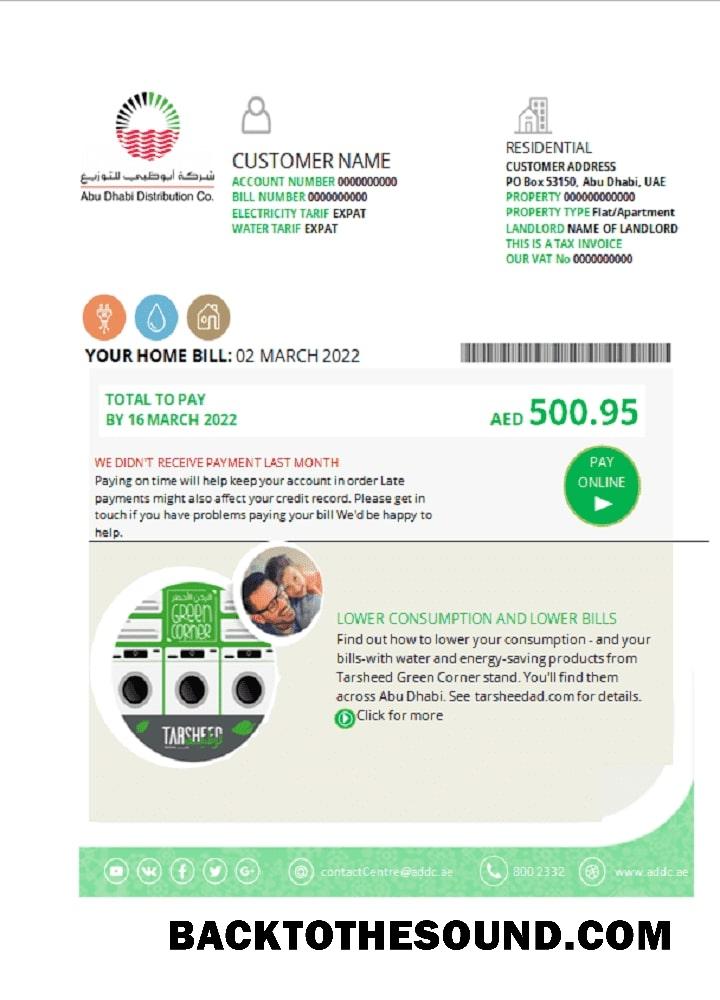 شركة أبوظبي للتوزيع
Abu Dhabi Distribution Co.
CUSTOMER NAME
ACCOUNT NUMBER 0000000000
BILL NUMBER 0000000000
ELECTRICITY TARIF EXPAT
WATER TARIF EXPAT
RESIDENTIAL
CUSTOMER ADDRESS
PO Box 53150, Abu Dhabi, UAE
PROPERTY 000000000000
PROPERTY TYPE Flat/Apartment
LANDLORD NAME OF LANDLORD
THIS IS A TAX INVOICE
OUR VAT No 0000000000
YOUR HOME BILL: 02 MARCH 2022
TOTAL TO PAY
BY 16 MARCH 2022
AED 500.95
WE DIDN'T RECEIVE PAYMENT LAST MONTH
Paying on time will help keep your account in order Late
payments might also affect your credit record. Please get in
touch if you have problems paying your bill We'd be happy to
help.
PAY
ONLINE
GREEN
CORNER
TARSHEED
LOWER CONSUMPTION AND LOWER BILLS
Find out how to lower your consumption - and your
bills-with water and energy-saving products from
Tarsheed Green Corner stand. You'll find them
across Abu Dhabi. See tarsheedad.com for details.
Click for more
contactCentre@addc.ae
800 2332
www.addc.ae
BACKTOTHESOUND.COM